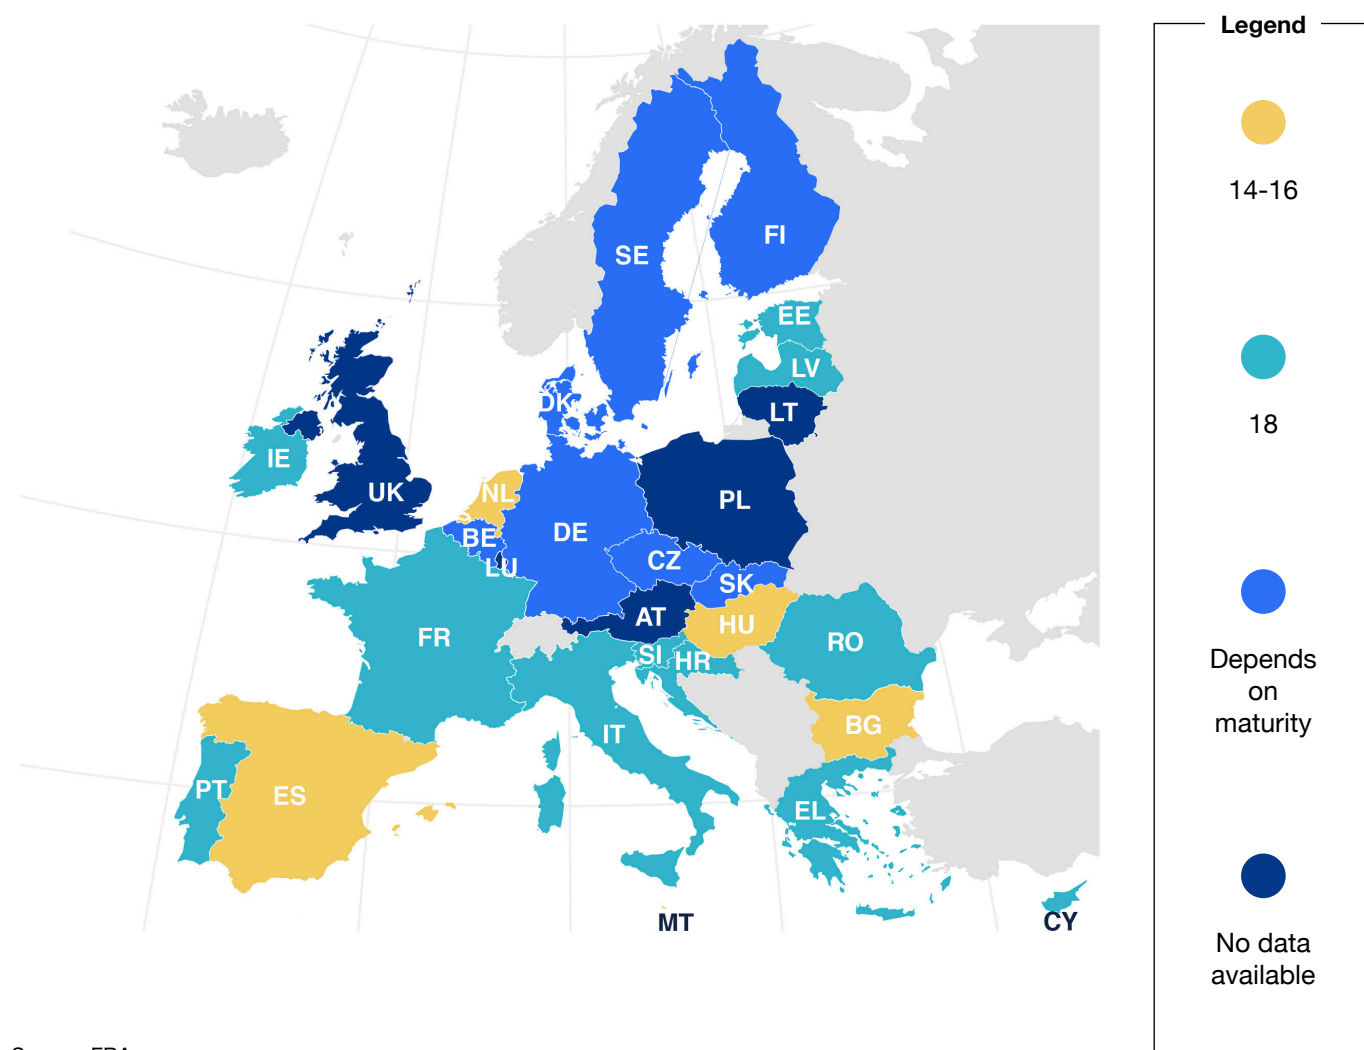 Legend
14-16
18
Depends
on
maturity
No data
available
SE
FI
EE
LV
LT
DK
IE
UK
NL
BE
LU
DE
PL
CZ
SK
AT
HU
FR
SI
HR
RO
IT
BG
PT
ES
EL
MT
CY